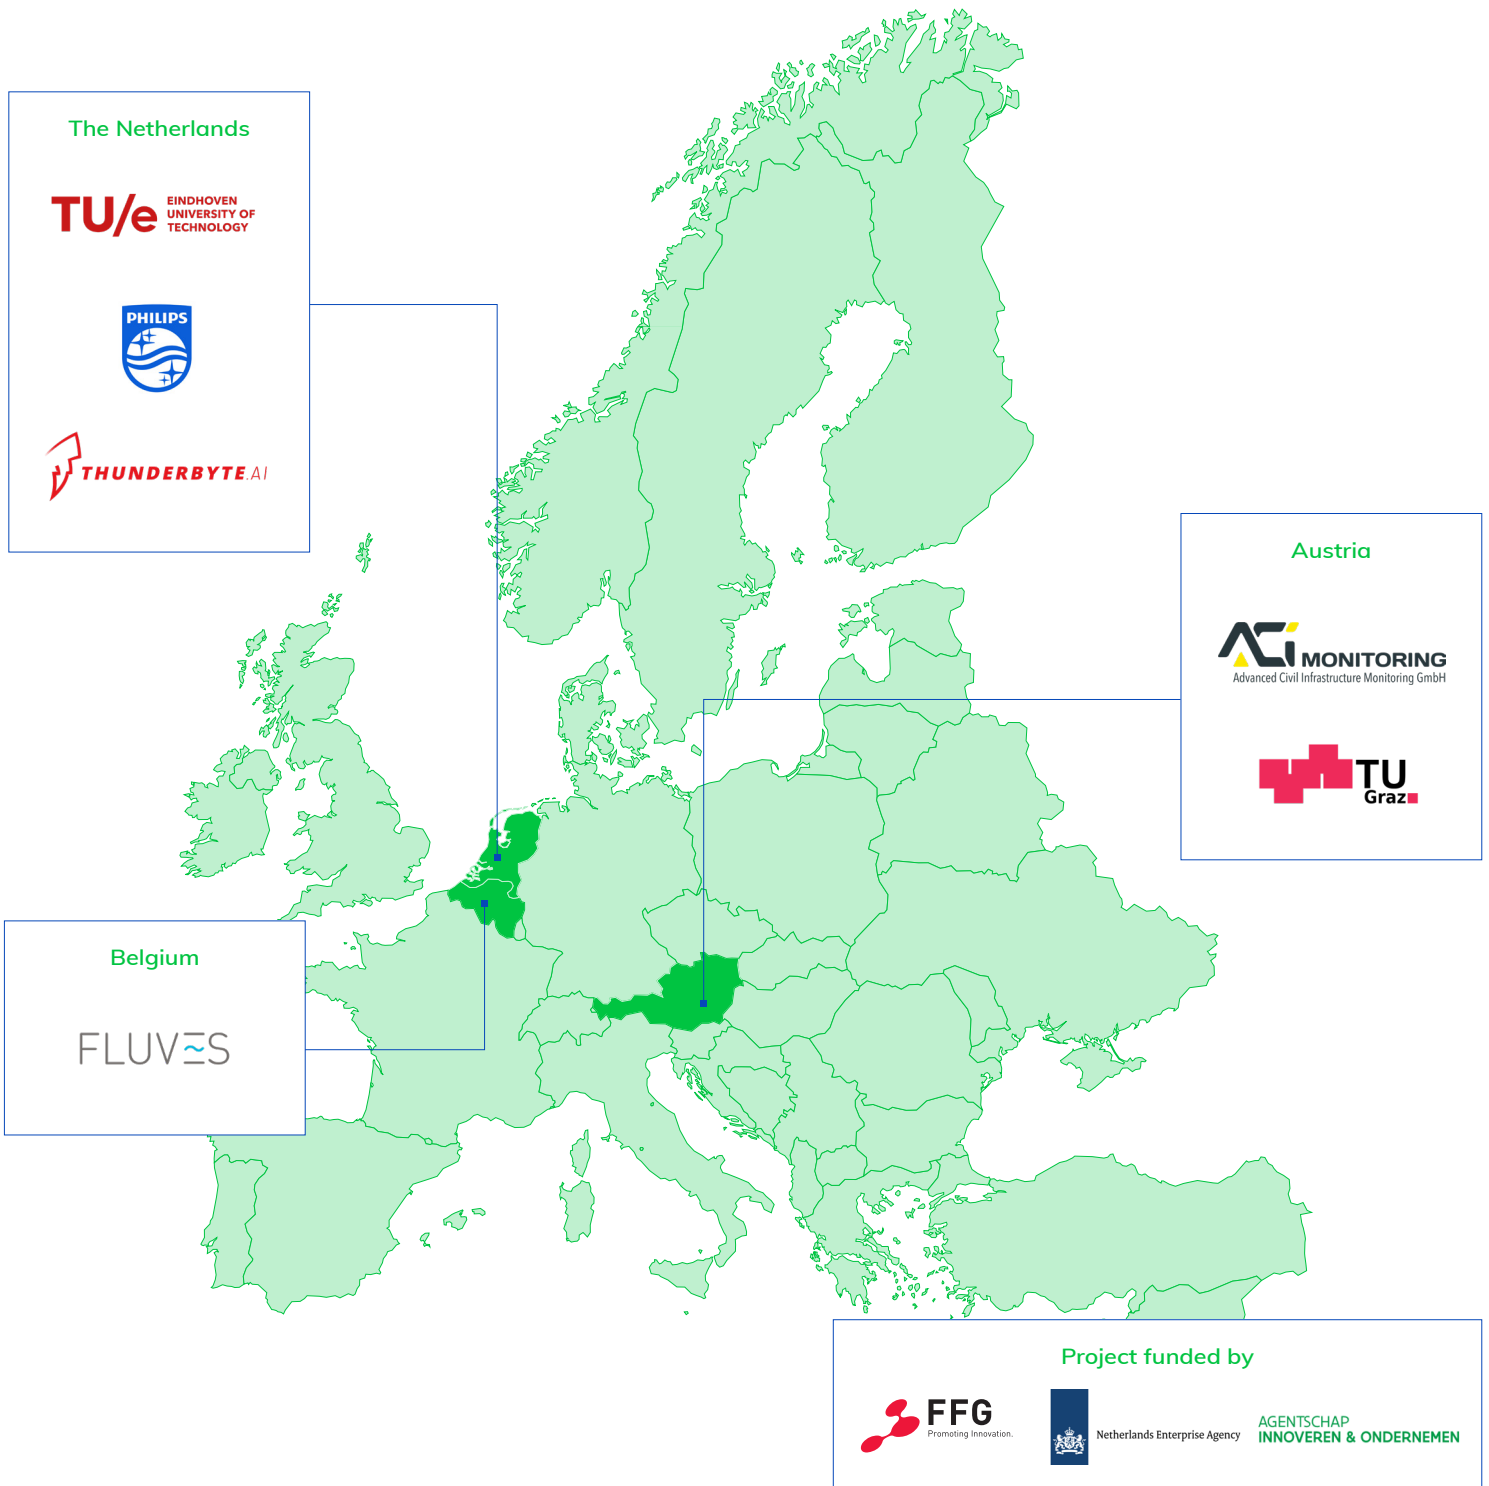 The Netherlands
TU/e EINDHOVEN
UNIVERSITY OF
TECHNOLOGY
PHILIPS
THUNDERBYTE.AI
Austria
ACi MONITORING
Advanced Civil Infrastructure Monitoring GmbH
TU
Graz
Belgium
FLUVES
Project funded by
FFG
Promoting Innovation.
Netherlands Enterprise Agency
AGENTSCHAP
INNOVEREN & ONDERNEMEN